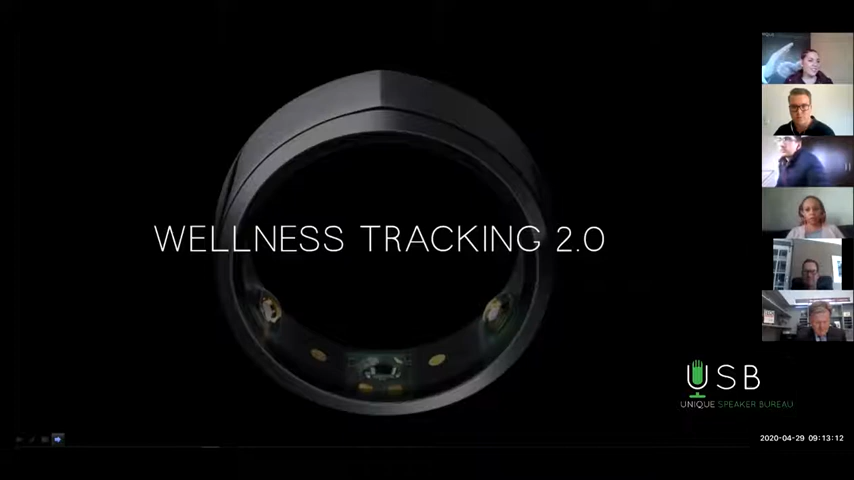 WELLNESS TRACKING 2.0
USB
UNIQUE SPEAKER BUREAU
2020-04-29 09:13:12